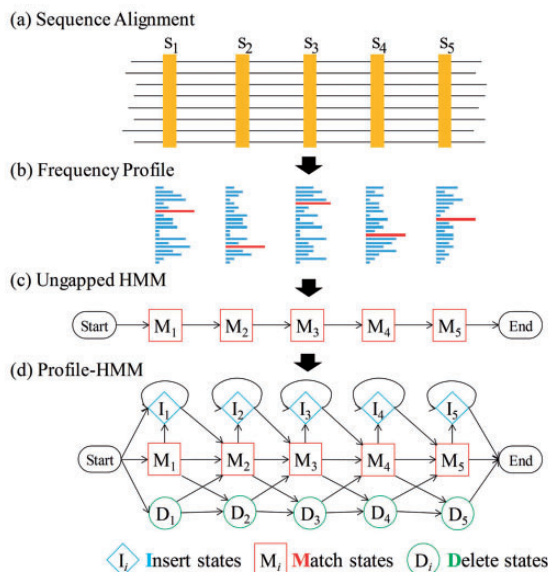 (a) Sequence Alignment
S1 S2 S3 S4 S5
(b) Frequency Profile
(c) Ungapped HMM
Start M1 M2 M3 M4 M5 End
(d) Profile-HMM
I1 I2 I3 I4 I5
Start M1 M2 M3 M4 M5 End
D1 D2 D3 D4 D5
Ii Insert states Mi Match states Di Delete states